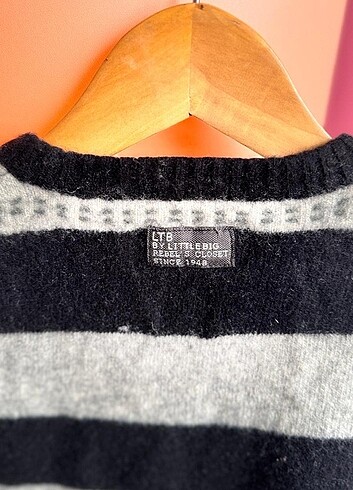 LTB
BY LITTLEBIG
REBEL'S CLOSET
SINCE 1948